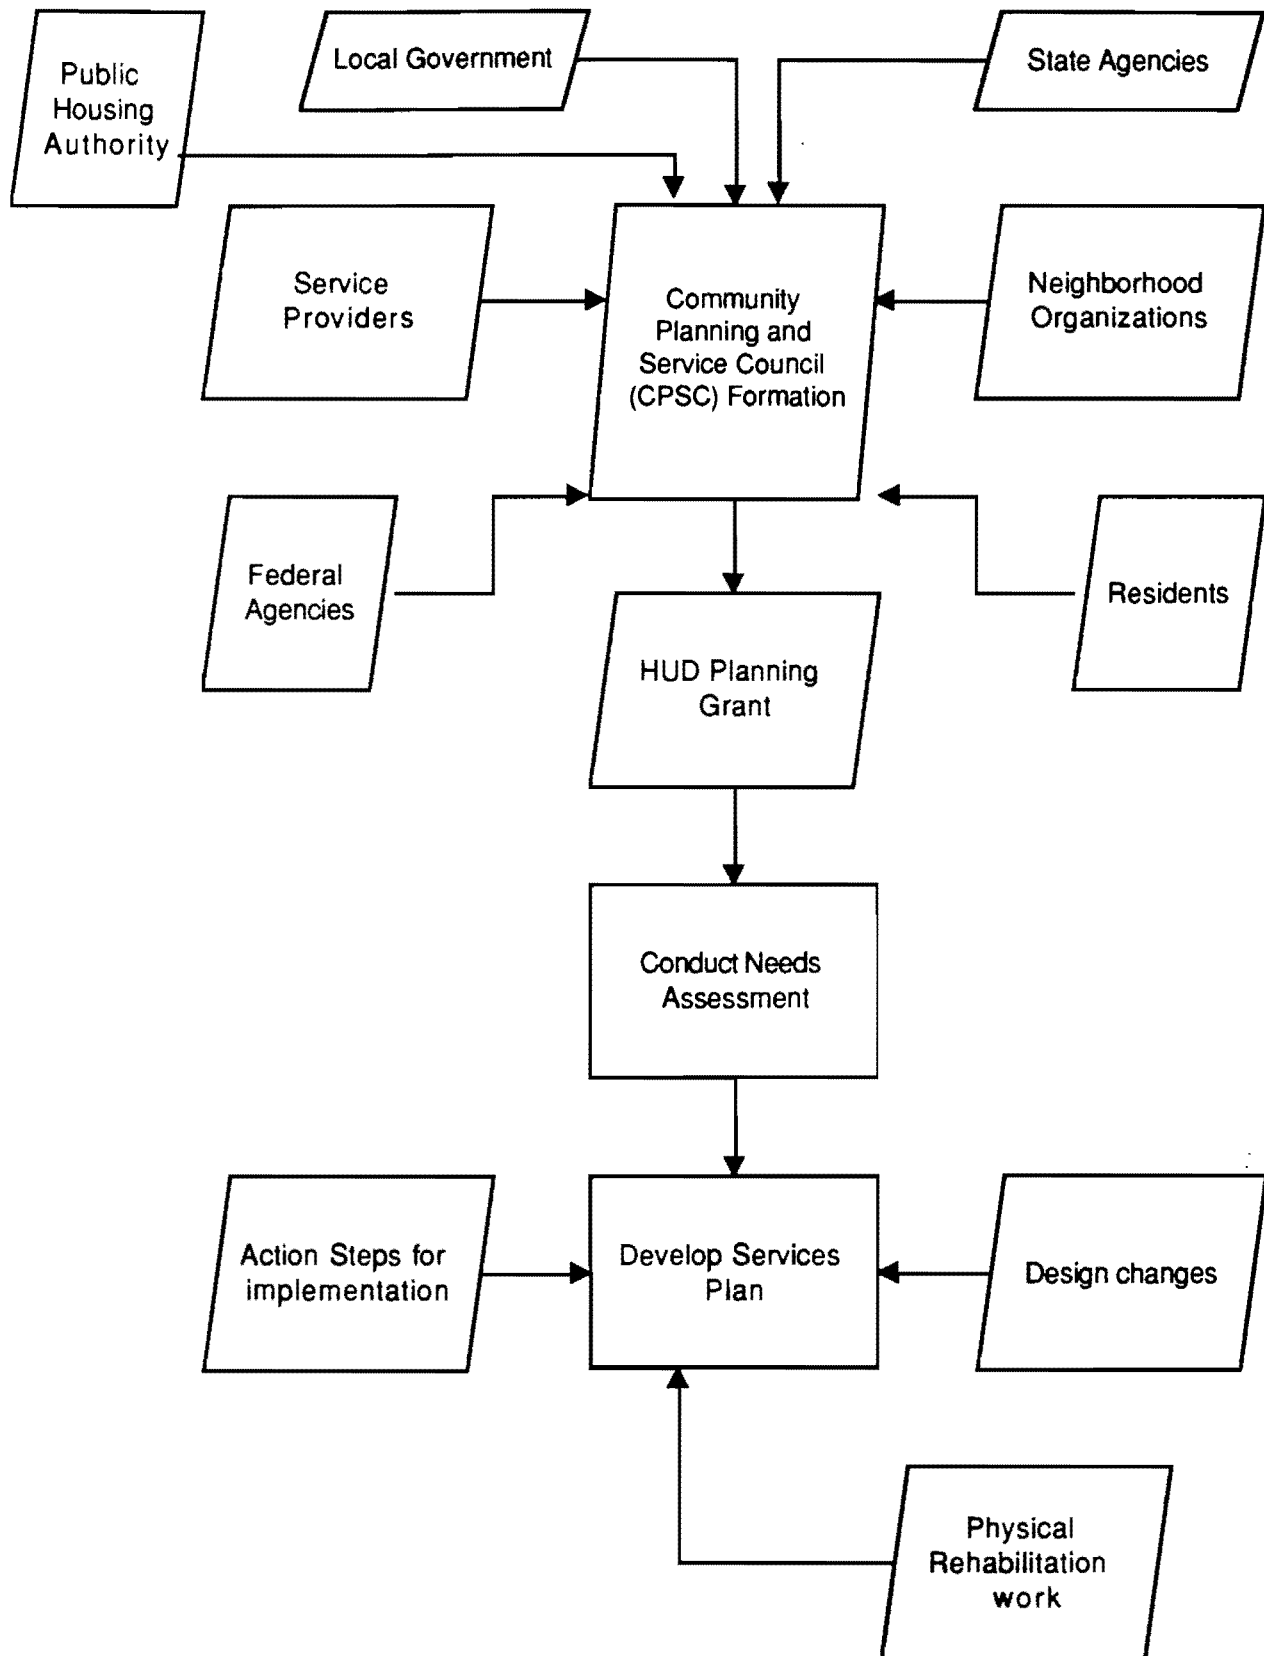 Public
Housing
Authority
Local Government
State Agencies
Service
Providers
Community
Planning and
Service Council
(CPSC) Formation
Neighborhood
Organizations
Federal
Agencies
HUD Planning
Grant
Residents
Conduct Needs
Assessment
Action Steps for
implementation
Develop Services
Plan
Design changes
Physical
Rehabilitation
work